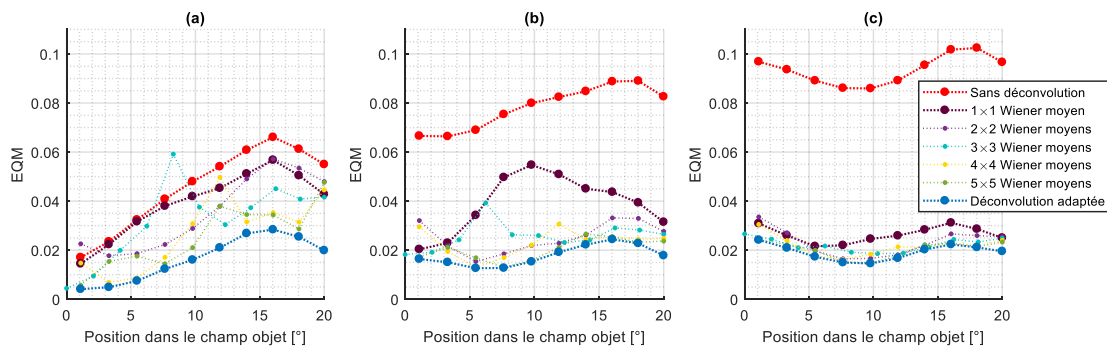 (a)
(b)
(c)
EQM
0.1
0.08
0.06
0.04
0.02
0
0
5
10
15
20
Position dans le champ objet [°]
EQM
0.1
0.08
0.06
0.04
0.02
0
0
5
10
15
20
Position dans le champ objet [°]
EQM
0.1
0.08
0.06
0.04
0.02
0
0
5
10
15
20
Position dans le champ objet [°]
Sans déconvolution
1×1 Wiener moyen
2×2 Wiener moyens
3×3 Wiener moyens
4×4 Wiener moyens
5×5 Wiener moyens
Déconvolution adaptée